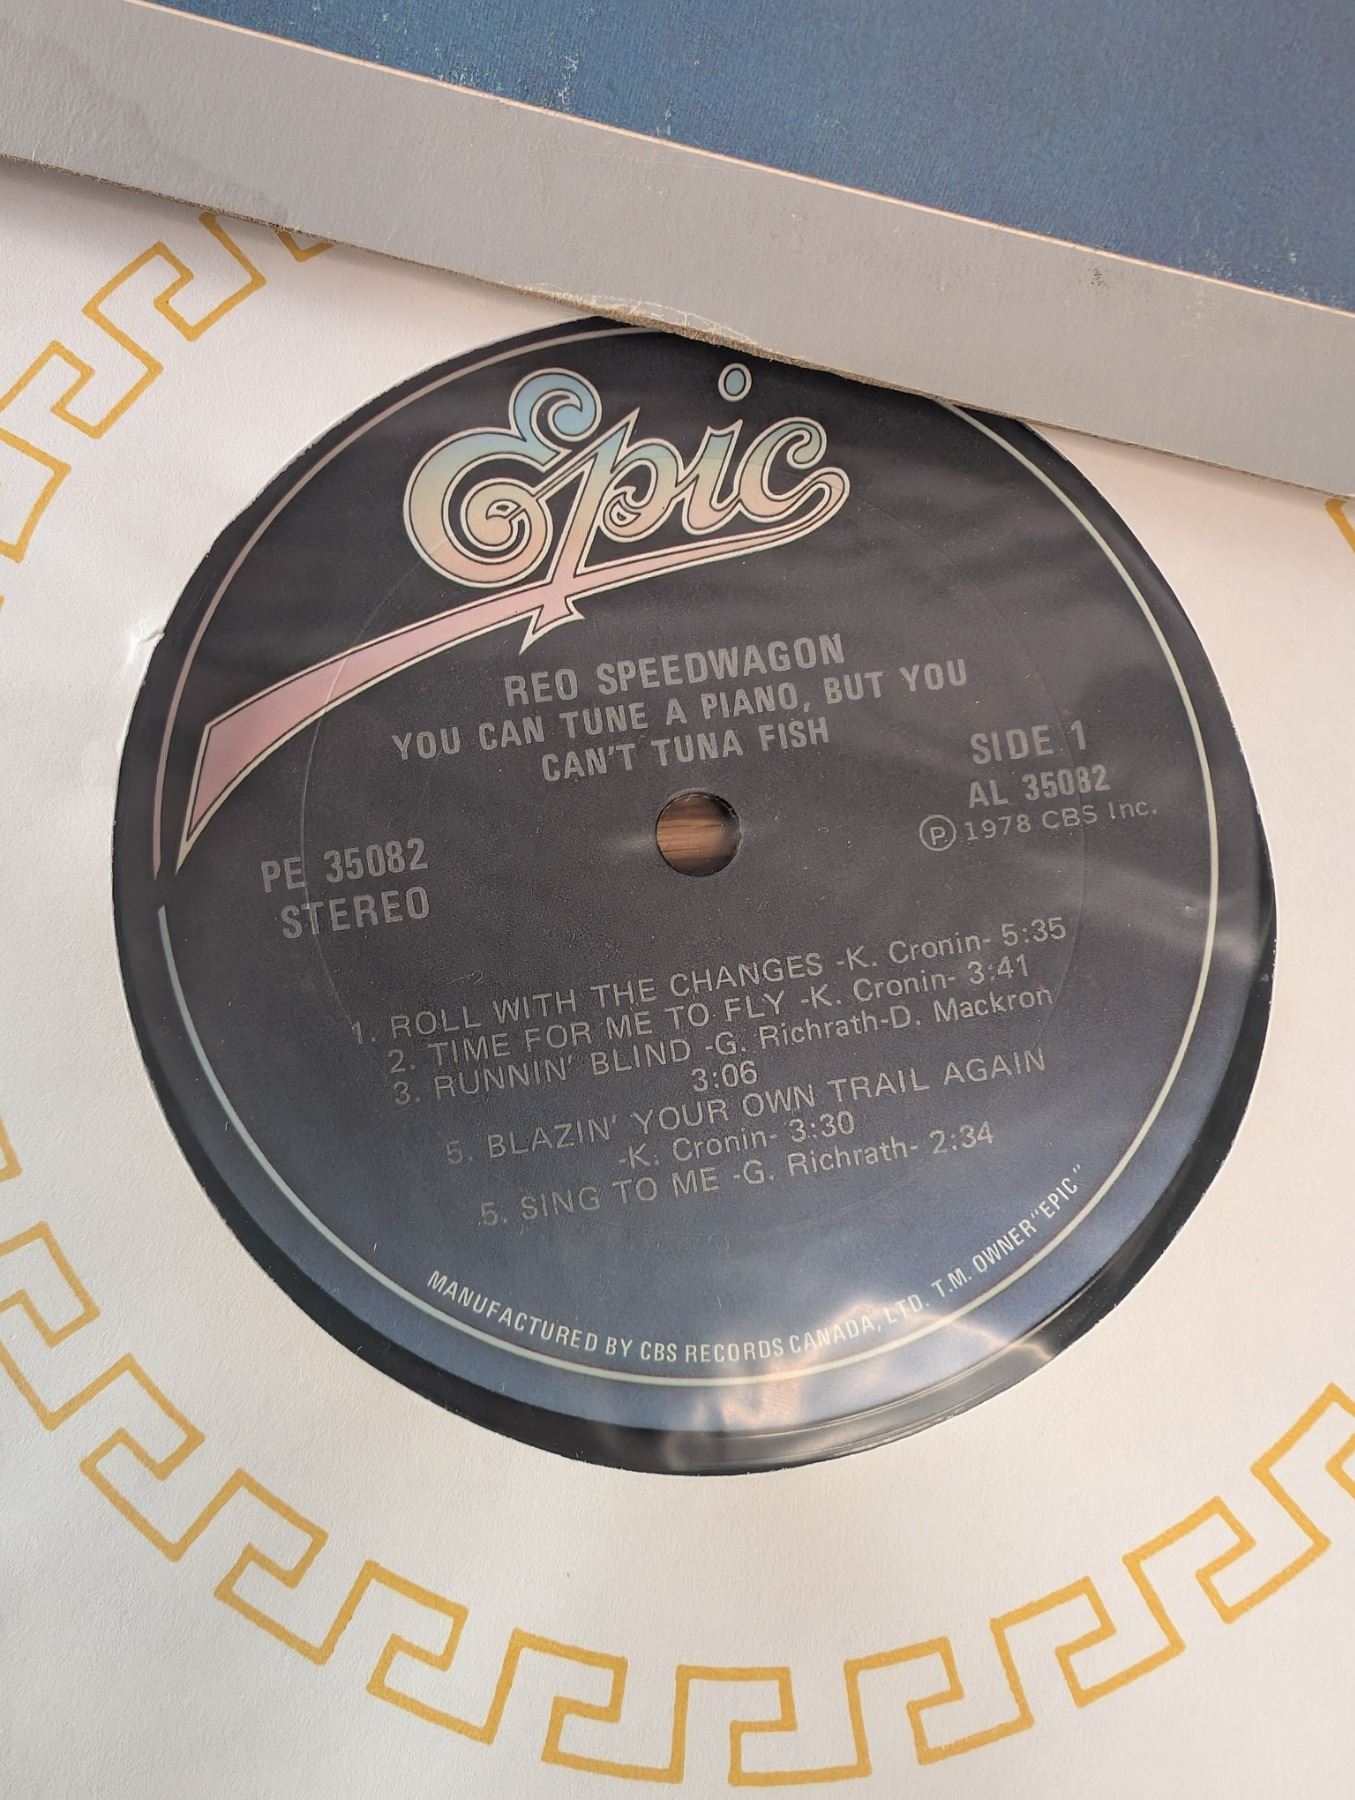 Epic
REO SPEEDWAGON
YOU CAN TUNE A PIANO, BUT YOU
CAN'T TUNA FISH
SIDE 1
AL 35082
Ⓟ 1978 CBS Inc.
PE 35082
STEREO
1. ROLL WITH THE CHANGES -K. Cronin- 5:35
2. TIME FOR ME TO FLY -K. Cronin- 3:41
3. RUNNIN' BLIND -G. Richrath-D. Mackron
3:06
5. BLAZIN' YOUR OWN TRAIL AGAIN
-K. Cronin- 3:30
5. SING TO ME -G. Richrath- 2:34
MANUFACTURED BY CBS RECORDS CANADA, LTD. T.M. OWNER "EPIC"